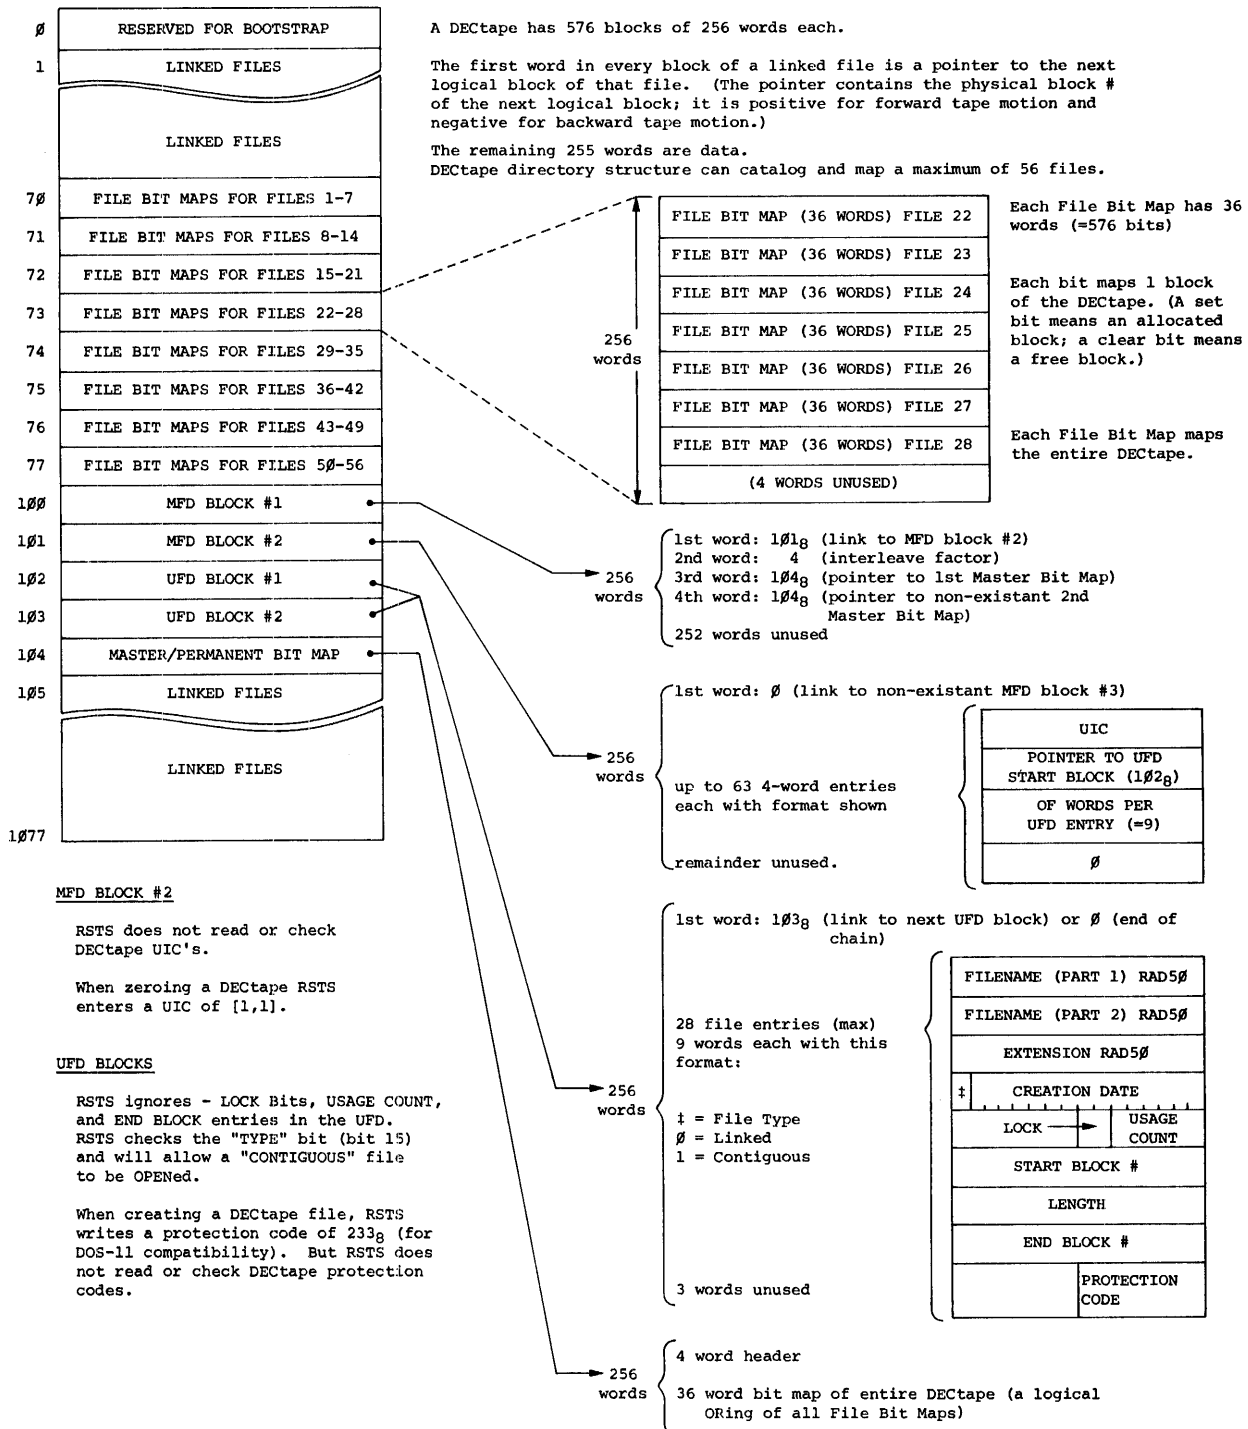 Ø RESERVED FOR BOOTSTRAP
1 LINKED FILES
LINKED FILES
7Ø FILE BIT MAPS FOR FILES 1-7
71 FILE BIT MAPS FOR FILES 8-14
72 FILE BIT MAPS FOR FILES 15-21
73 FILE BIT MAPS FOR FILES 22-28
74 FILE BIT MAPS FOR FILES 29-35
75 FILE BIT MAPS FOR FILES 36-42
76 FILE BIT MAPS FOR FILES 43-49
77 FILE BIT MAPS FOR FILES 5Ø-56
1ØØ MFD BLOCK #1
1Ø1 MFD BLOCK #2
1Ø2 UFD BLOCK #1
1Ø3 UFD BLOCK #2
1Ø4 MASTER/PERMANENT BIT MAP
1Ø5 LINKED FILES
LINKED FILES
1Ø77
A DECtape has 576 blocks of 256 words each.
The first word in every block of a linked file is a pointer to the next
logical block of that file. (The pointer contains the physical block #
of the next logical block; it is positive for forward tape motion and
negative for backward tape motion.)
The remaining 255 words are data.
DECtape directory structure can catalog and map a maximum of 56 files.
256
words
FILE BIT MAP (36 WORDS) FILE 22
FILE BIT MAP (36 WORDS) FILE 23
FILE BIT MAP (36 WORDS) FILE 24
FILE BIT MAP (36 WORDS) FILE 25
FILE BIT MAP (36 WORDS) FILE 26
FILE BIT MAP (36 WORDS) FILE 27
FILE BIT MAP (36 WORDS) FILE 28
(4 WORDS UNUSED)
Each File Bit Map has 36
words (=576 bits)
Each bit maps 1 block
of the DECtape. (A set
bit means an allocated
block; a clear bit means
a free block.)
Each File Bit Map maps
the entire DECtape.
256
words
1st word: 1Ø1₈ (link to MFD block #2)
2nd word: 4 (interleave factor)
3rd word: 1Ø4₈ (pointer to 1st Master Bit Map)
4th word: 1Ø4₈ (pointer to non-existant 2nd
Master Bit Map)
252 words unused
256
words
1st word: Ø (link to non-existant MFD block #3)
up to 63 4-word entries
each with format shown
remainder unused.
UIC
POINTER TO UFD
START BLOCK (1Ø2₈)
OF WORDS PER
UFD ENTRY (=9)
Ø
MFD BLOCK #2
RSTS does not read or check
DECtape UIC's.
When zeroing a DECtape RSTS
enters a UIC of [1,1].
UFD BLOCKS
RSTS ignores - LOCK Bits, USAGE COUNT,
and END BLOCK entries in the UFD.
RSTS checks the "TYPE" bit (bit 15)
and will allow a "CONTIGUOUS" file
to be OPENed.
When creating a DECtape file, RSTS
writes a protection code of 233₈ (for
DOS-11 compatibility). But RSTS does
not read or check DECtape protection
codes.
256
words
1st word: 1Ø3₈ (link to next UFD block) or Ø (end of
chain)
28 file entries (max)
9 words each with this
format:
‡ = File Type
Ø = Linked
1 = Contiguous
3 words unused
FILENAME (PART 1) RAD5Ø
FILENAME (PART 2) RAD5Ø
EXTENSION RAD5Ø
‡ CREATION DATE
LOCK USAGE
COUNT
START BLOCK #
LENGTH
END BLOCK #
PROTECTION
CODE
256
words
4 word header
36 word bit map of entire DECtape (a logical
ORing of all File Bit Maps)